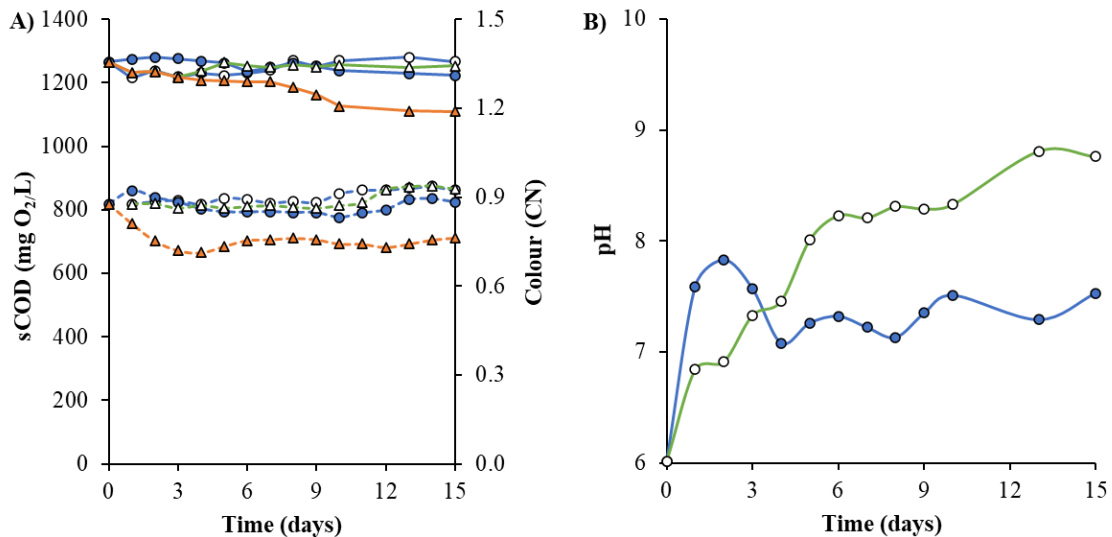 A)
1400
1200
1000
800
600
400
200
0
sCOD (mg O₂/L)
0 3 6 9 12 15
Time (days)
1.5
1.2
0.9
0.6
0.3
0.0
Colour (CN)
B)
10
9
8
7
6
pH
0 3 6 9 12 15
Time (days)